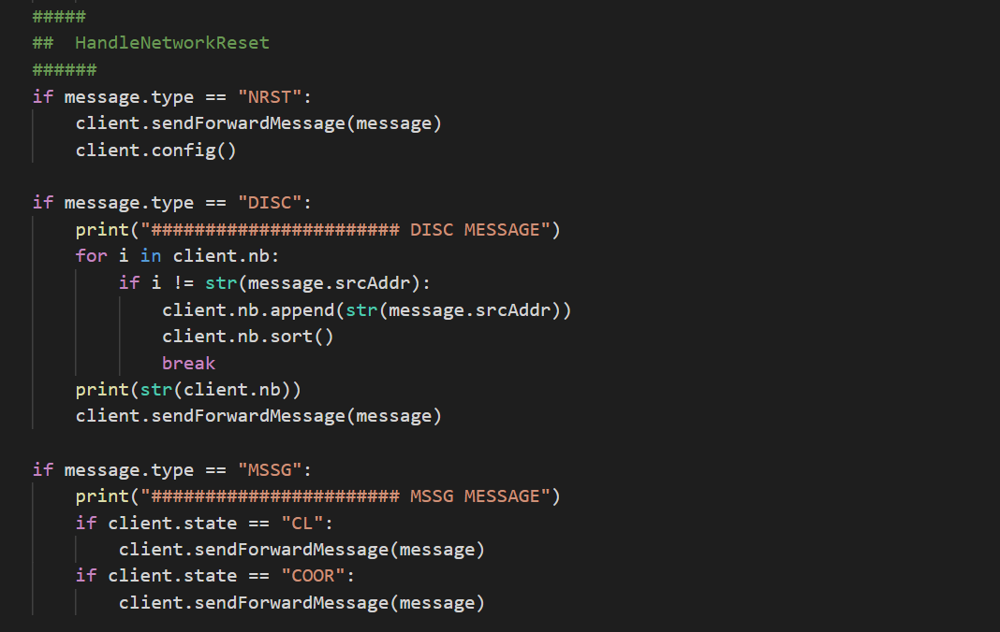 #####
##  HandleNetworkReset
######
if message.type == "NRST":
    client.sendForwardMessage(message)
    client.config()

if message.type == "DISC":
    print("####################### DISC MESSAGE")
    for i in client.nb:
        if i != str(message.srcAddr):
            client.nb.append(str(message.srcAddr))
            client.nb.sort()
            break
    print(str(client.nb))
    client.sendForwardMessage(message)

if message.type == "MSSG":
    print("####################### MSSG MESSAGE")
    if client.state == "CL":
        client.sendForwardMessage(message)
    if client.state == "COOR":
        client.sendForwardMessage(message)